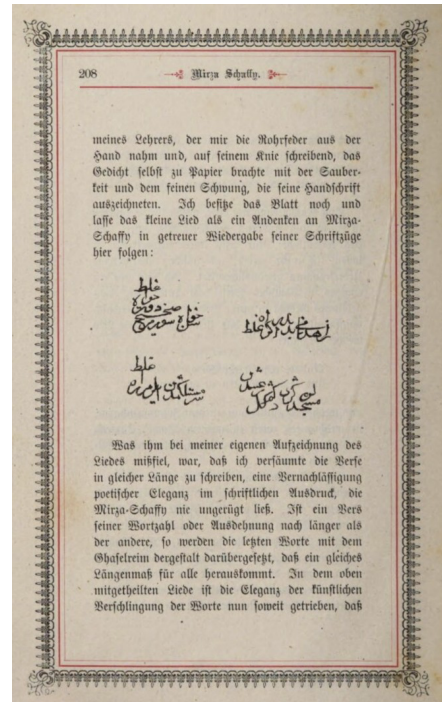 208
Mirza Schaffy.
meines Lehrers, der mir die Rohrfeder aus der
Hand nahm und, auf seinem Knie schreibend, das
Gedicht selbst zu Papier brachte mit der Sauber-
keit und dem feinen Schwung, die seine Handschrift
auszeichneten. Ich besitze das Blatt noch und
lasse das kleine Lied als ein Andenken an Mirza-
Schaffy in getreuer Wiedergabe seiner Schriftzüge
hier folgen:
غلط
غلط
Was ihm bei meiner eigenen Aufzeichnung des
Liedes mißfiel, war, daß ich versäumte die Verse
in gleicher Länge zu schreiben, eine Vernachlässigung
poetischer Eleganz im schriftlichen Ausdruck, die
Mirza-Schaffy nie ungerügt ließ. Ist ein Vers
seiner Wortzahl oder Ausdehnung nach länger als
der andere, so werden die letzten Worte mit dem
Ghaselreim dergestalt darübergesetzt, daß ein gleiches
Längenmaß für alle herauskommt. In dem oben
mitgetheilten Liede ist die Eleganz der künstlichen
Verschlingung der Worte nun soweit getrieben, daß